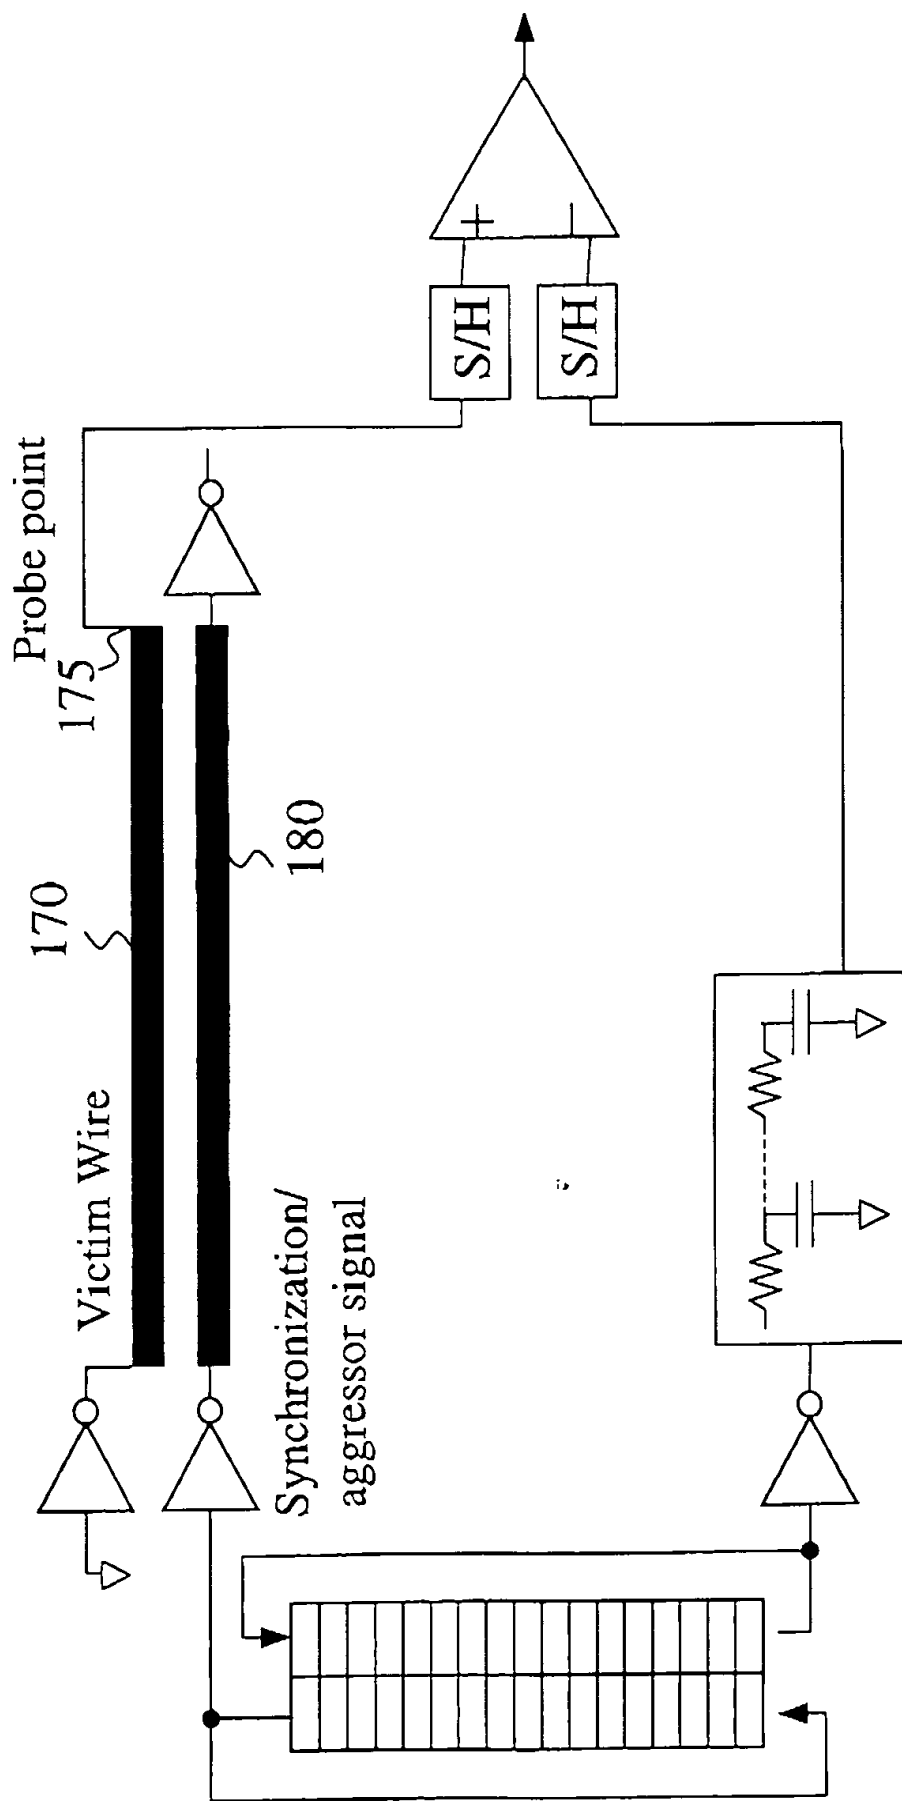 Probe point
175
170
Victim Wire
180
Synchronization/
aggressor signal
S/H
S/H
+
−